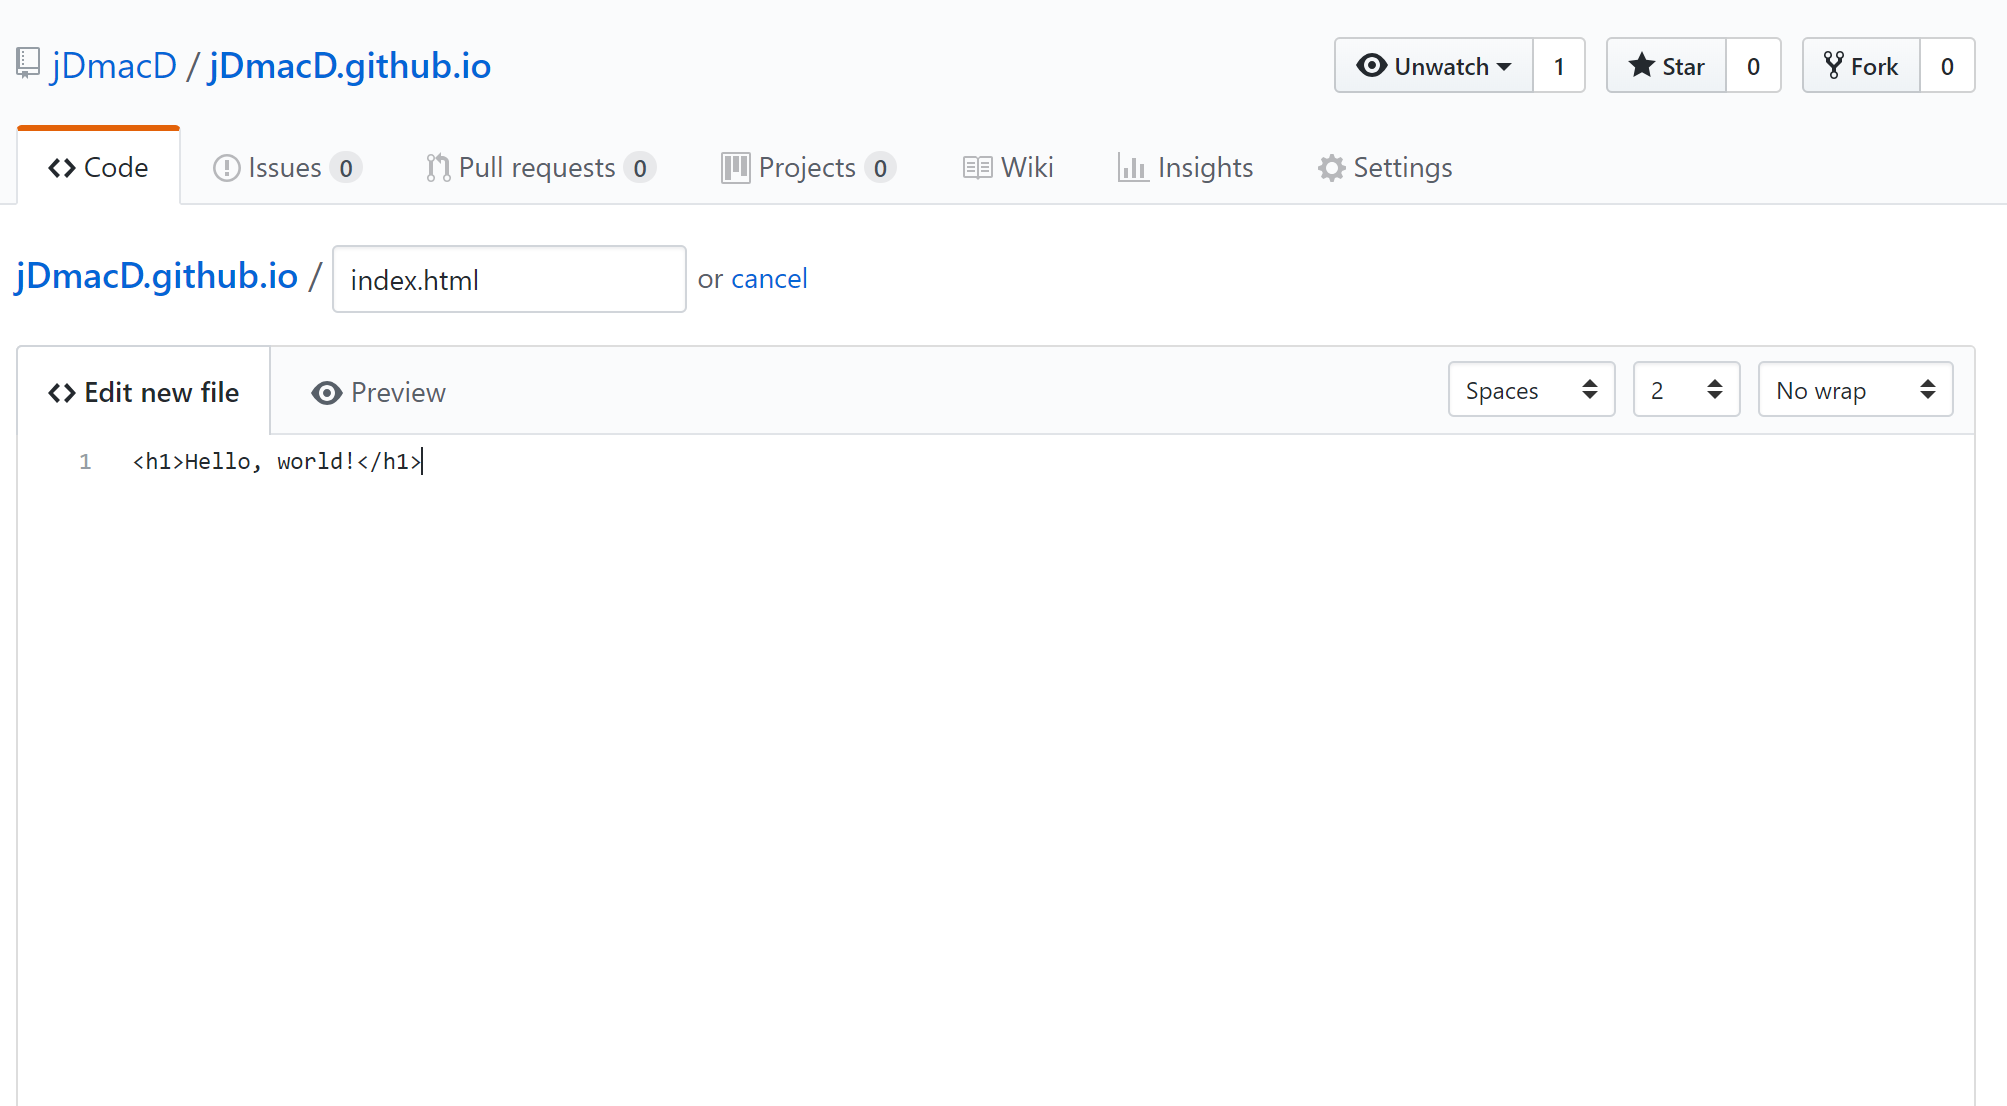 jDmacD / jDmacD.github.io
Unwatch 1 Star 0 Fork 0
Code Issues 0 Pull requests 0 Projects 0 Wiki Insights Settings
jDmacD.github.io / index.html or cancel
Edit new file Preview Spaces 2 No wrap
1 <h1>Hello, world!</h1>